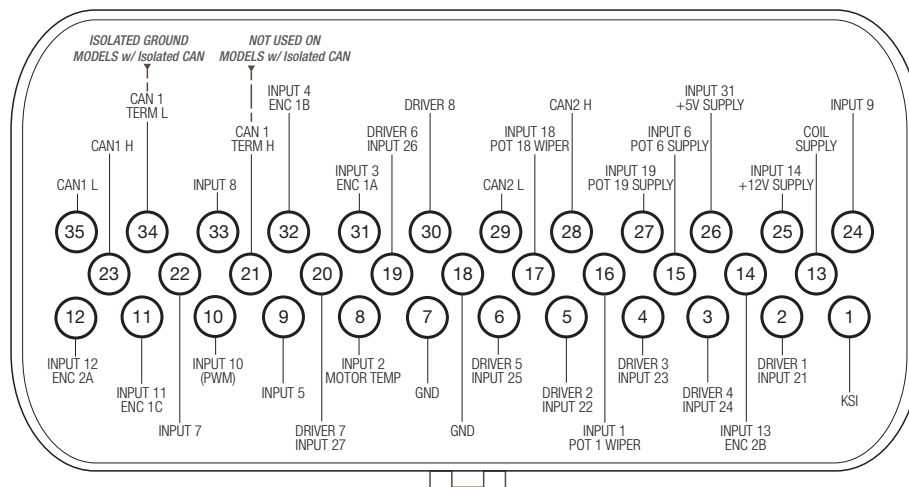 ISOLATED GROUND
MODELS w/ Isolated CAN
NOT USED ON
MODELS w/ Isolated CAN
CAN1 L
CAN1 H
CAN 1
TERM L
INPUT 8
CAN 1
TERM H
INPUT 4
ENC 1B
INPUT 3
ENC 1A
DRIVER 6
INPUT 26
DRIVER 8
CAN2 L
INPUT 18
POT 18 WIPER
CAN2 H
INPUT 19
POT 19 SUPPLY
INPUT 6
POT 6 SUPPLY
INPUT 31
+5V SUPPLY
INPUT 14
+12V SUPPLY
COIL
SUPPLY
INPUT 9
35 34 33 32 31 30 29 28 27 26 25 24
23 22 21 20 19 18 17 16 15 14 13
12 11 10 9 8 7 6 5 4 3 2 1
INPUT 12
ENC 2A
INPUT 11
ENC 1C
INPUT 7
INPUT 10
(PWM)
INPUT 5
DRIVER 7
INPUT 27
INPUT 2
MOTOR TEMP
GND
GND
DRIVER 5
INPUT 25
DRIVER 2
INPUT 22
INPUT 1
POT 1 WIPER
DRIVER 3
INPUT 23
DRIVER 4
INPUT 24
INPUT 13
ENC 2B
DRIVER 1
INPUT 21
KSI